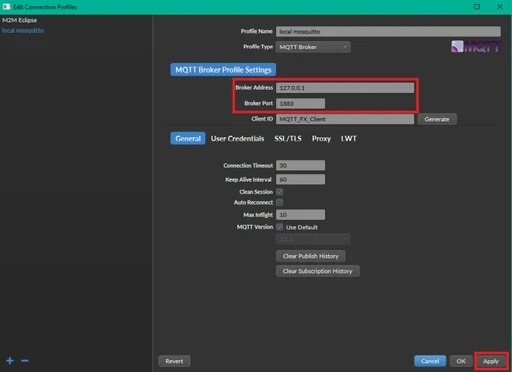 Edit Connection Profiles
M2M Eclipse
local mesquitto
Profile Name local mesquitto
Profile Type MQTT Broker
MQTT
MQTT Broker Profile Settings
Broker Address 127.0.0.1
Broker Port 1883
Client ID MQTT_FX_Client Generate
General User Credentials SSL/TLS Proxy LWT
Connection Timeout 30
Keep Alive Interval 60
Clean Session
Auto Reconnect
Max Inflight 10
MQTT Version Use Default
Clear Publish History
Clear Subscription History
Revert Cancel OK Apply